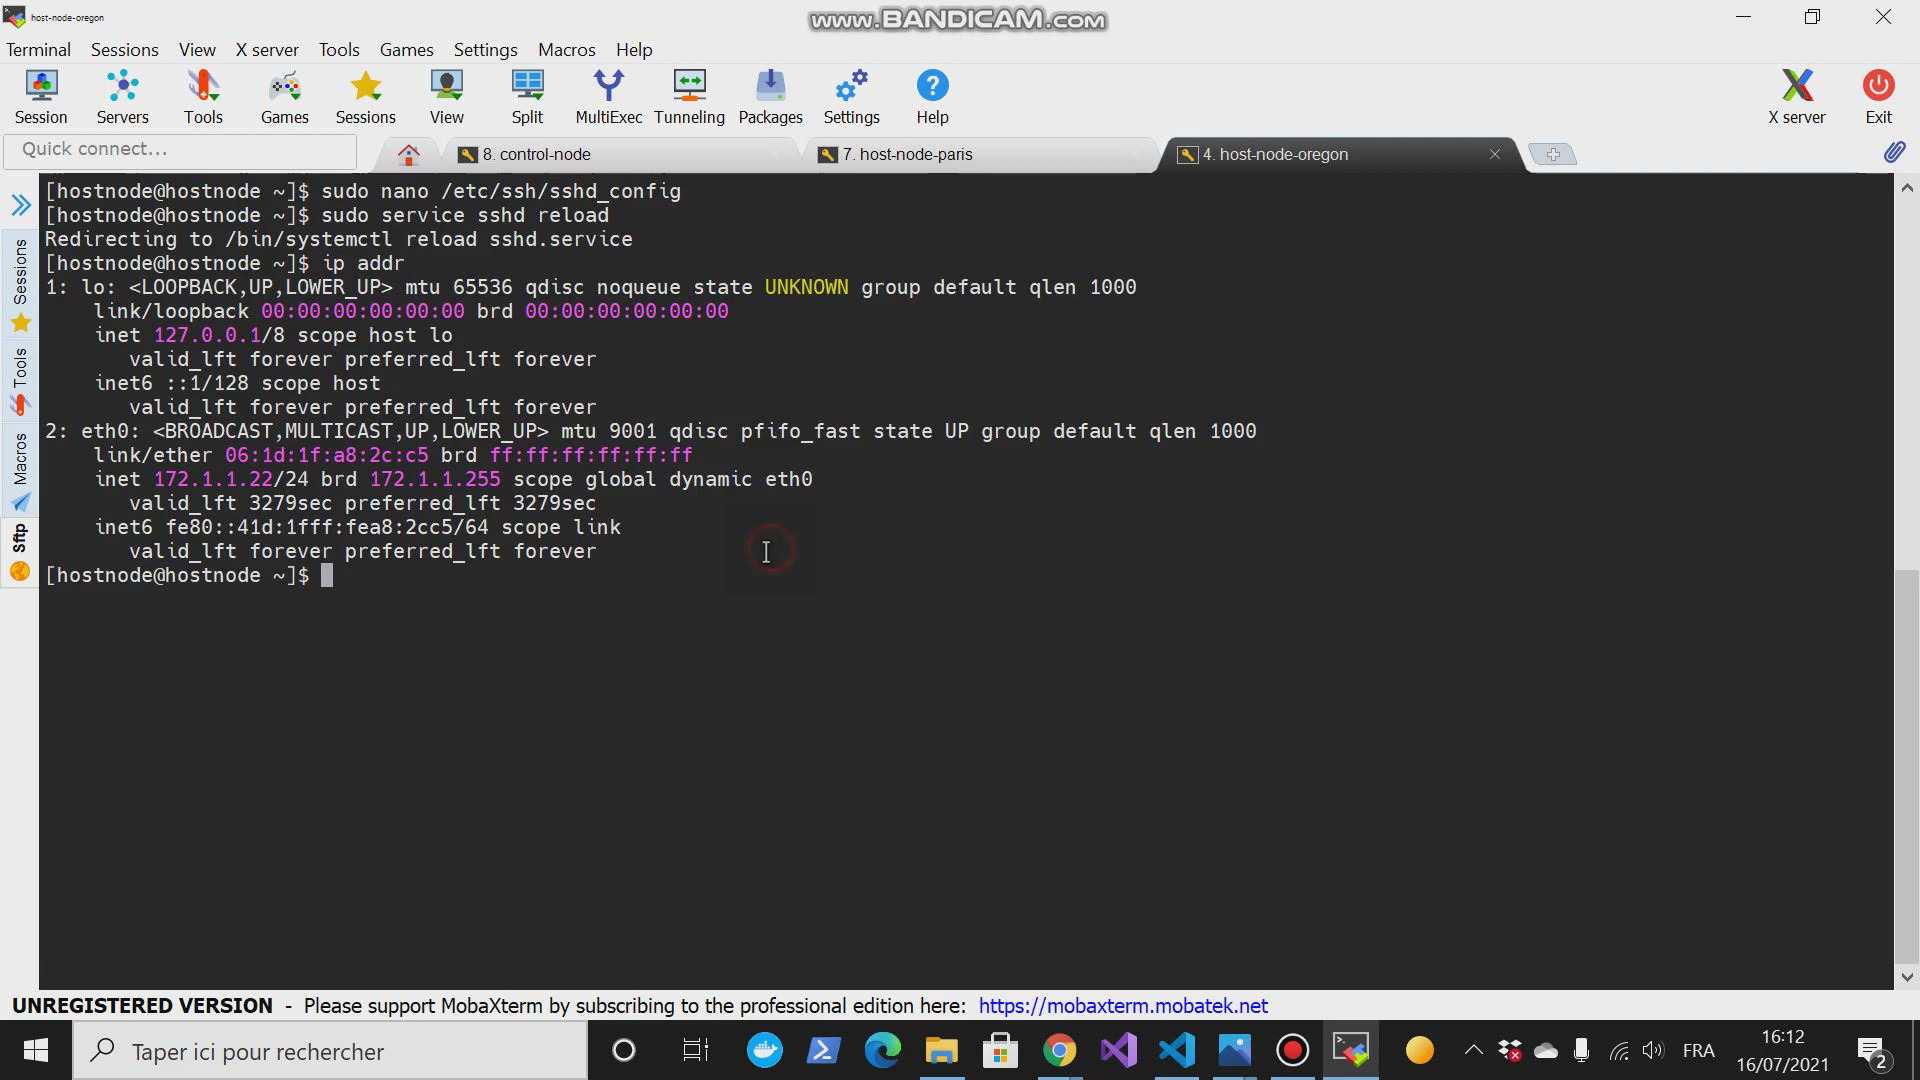 host-node-oregon
www.BANDICAM.com
Terminal Sessions View X server Tools Games Settings Macros Help
Session Servers Tools Games Sessions View Split MultiExec Tunneling Packages Settings Help X server Exit
Quick connect...
8. control-node
7. host-node-paris
4. host-node-oregon
Sessions
Tools
Macros
Sftp
[hostnode@hostnode ~]$ sudo nano /etc/ssh/sshd_config
[hostnode@hostnode ~]$ sudo service sshd reload
Redirecting to /bin/systemctl reload sshd.service
[hostnode@hostnode ~]$ ip addr
1: lo: <LOOPBACK,UP,LOWER_UP> mtu 65536 qdisc noqueue state UNKNOWN group default qlen 1000
link/loopback 00:00:00:00:00:00 brd 00:00:00:00:00:00
inet 127.0.0.1/8 scope host lo
valid_lft forever preferred_lft forever
inet6 ::1/128 scope host
valid_lft forever preferred_lft forever
2: eth0: <BROADCAST,MULTICAST,UP,LOWER_UP> mtu 9001 qdisc pfifo_fast state UP group default qlen 1000
link/ether 06:1d:1f:a8:2c:c5 brd ff:ff:ff:ff:ff:ff
inet 172.1.1.22/24 brd 172.1.1.255 scope global dynamic eth0
valid_lft 3279sec preferred_lft 3279sec
inet6 fe80::41d:1fff:fea8:2cc5/64 scope link
valid_lft forever preferred_lft forever
[hostnode@hostnode ~]$
UNREGISTERED VERSION - Please support MobaXterm by subscribing to the professional edition here: https://mobaxterm.mobatek.net
Taper ici pour rechercher
FRA
16:12
16/07/2021
2